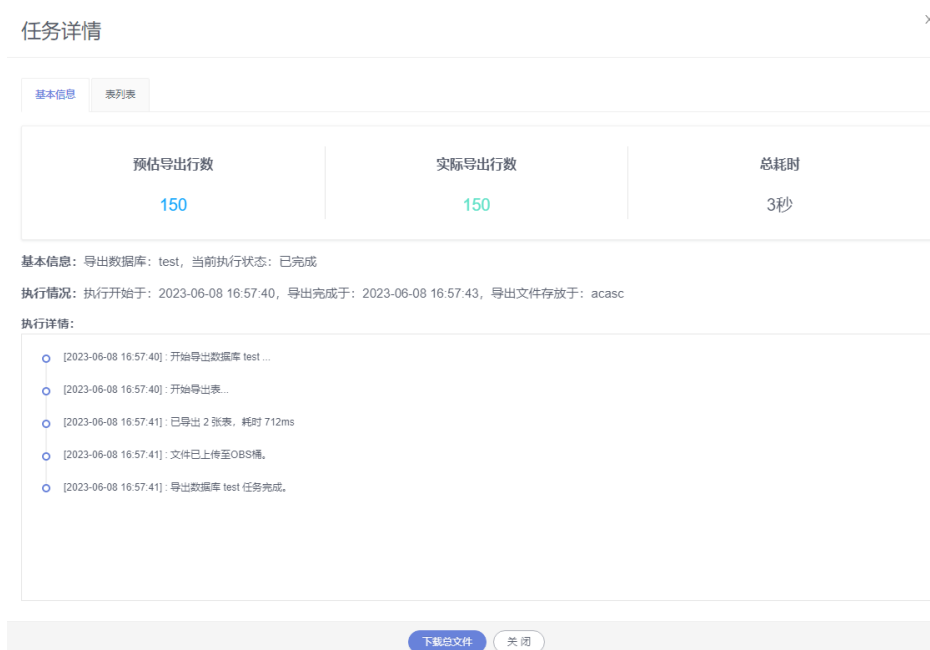 任务详情
基本信息 表列表
预估导出行数 实际导出行数 总耗时
150 150 3秒
基本信息：导出数据库：test，当前执行状态：已完成
执行情况：执行开始于：2023-06-08 16:57:40，导出完成于：2023-06-08 16:57:43，导出文件存放于：acasc
执行详情：
[2023-06-08 16:57:40] : 开始导出数据库 test ...
[2023-06-08 16:57:40] : 开始导出表...
[2023-06-08 16:57:41] : 已导出 2 张表，耗时 712ms
[2023-06-08 16:57:41] : 文件已上传至OBS桶。
[2023-06-08 16:57:41] : 导出数据库 test 任务完成。
下载总文件 关闭